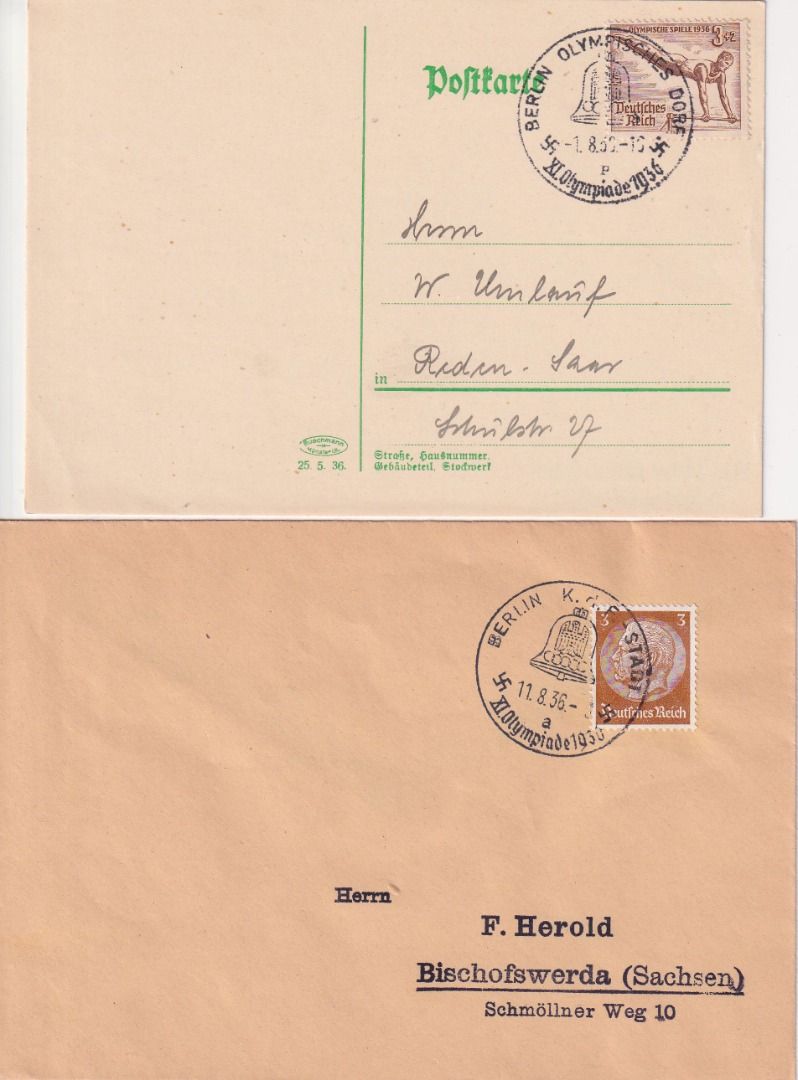 OLYMPISCHE SPIELE 1936
3+2
Deutsches
Reich
Postkarte
BERLIN OLYMPISCHES DORF
-1.8.36.-10
P
XI. Olympiade 1936
Herrn
W. Umlauf
in Reden-Saar
Schulstr. 27
25. 5. 36.
Straße, Hausnummer.
Gebäudeteil, Stockwerk
BERLIN K.d.F.-STADT
11.8.36.-
a
XI. Olympiade 1936
3 3
Deutsches Reich
Herrn
F. Herold
Bischofswerda (Sachsen)
Schmöllner Weg 10